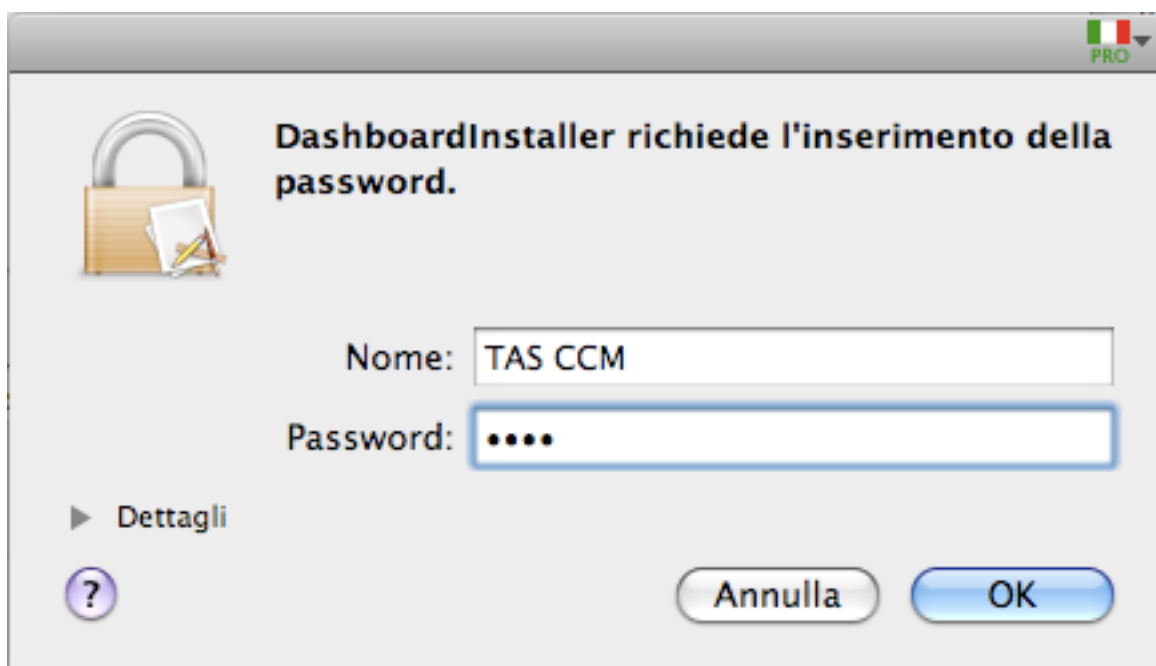 PRO
DashboardInstaller richiede l'inserimento della
password.
Nome: TAS CCM
Password: ••••
Dettagli
?
Annulla
OK